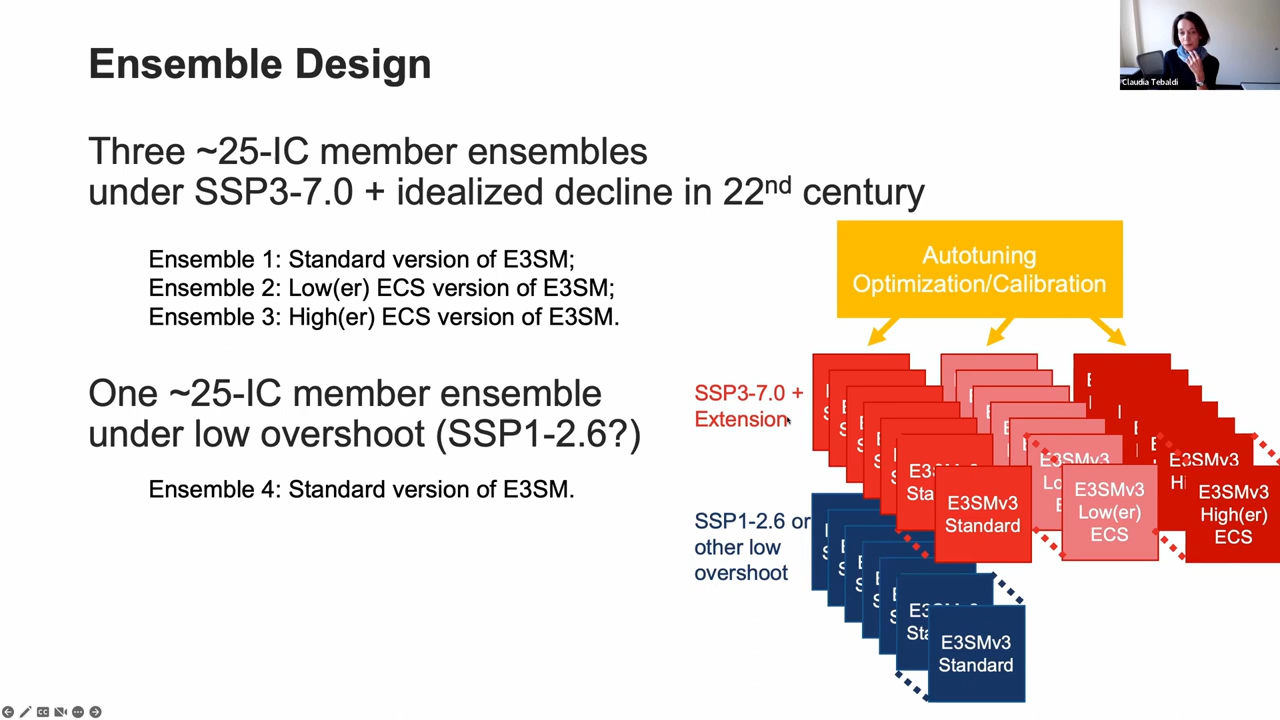 Ensemble Design
Claudia Tebaldi
Three ~25-IC member ensembles
under SSP3-7.0 + idealized decline in 22nd century
Ensemble 1: Standard version of E3SM;
Ensemble 2: Low(er) ECS version of E3SM;
Ensemble 3: High(er) ECS version of E3SM.
One ~25-IC member ensemble
under low overshoot (SSP1-2.6?)
Ensemble 4: Standard version of E3SM.
Autotuning
Optimization/Calibration
SSP3-7.0 +
Extension
E3SMv3
Standard
E3SMv3
Low(er)
ECS
E3SMv3
High(er)
ECS
SSP1-2.6 or
other low
overshoot
E3SMv3
Standard